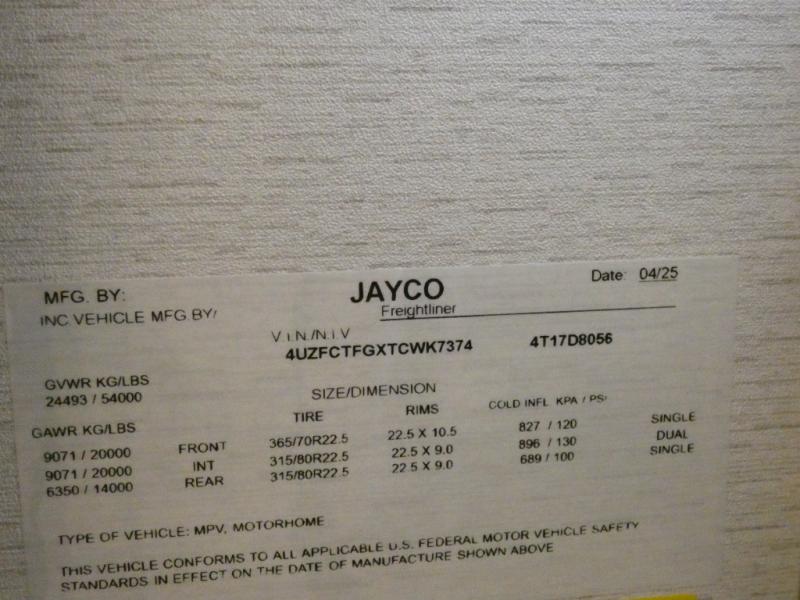 MFG. BY: JAYCO Date: 04/25
INC.VEHICLE MFG.BY/ Freightliner
V.I.N./N.I.V
4UZFCTFGXTCWK7374 4T17D8056
GVWR KG/LBS
24493 / 54000
SIZE/DIMENSION
TIRE RIMS COLD INFL. KPA / PSI
GAWR KG/LBS
9071 / 20000 FRONT 365/70R22.5 22.5 X 10.5 827 / 120 SINGLE
9071 / 20000 INT 315/80R22.5 22.5 X 9.0 896 / 130 DUAL
6350 / 14000 REAR 315/80R22.5 22.5 X 9.0 689 / 100 SINGLE
TYPE OF VEHICLE: MPV, MOTORHOME
THIS VEHICLE CONFORMS TO ALL APPLICABLE U.S. FEDERAL MOTOR VEHICLE SAFETY
STANDARDS IN EFFECT ON THE DATE OF MANUFACTURE SHOWN ABOVE